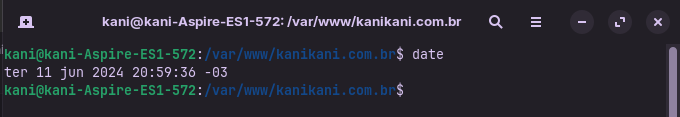 kani@kani-Aspire-ES1-572: /var/www/kanikani.com.br
kani@kani-Aspire-ES1-572:/var/www/kanikani.com.br$ date
ter 11 jun 2024 20:59:36 -03
kani@kani-Aspire-ES1-572:/var/www/kanikani.com.br$